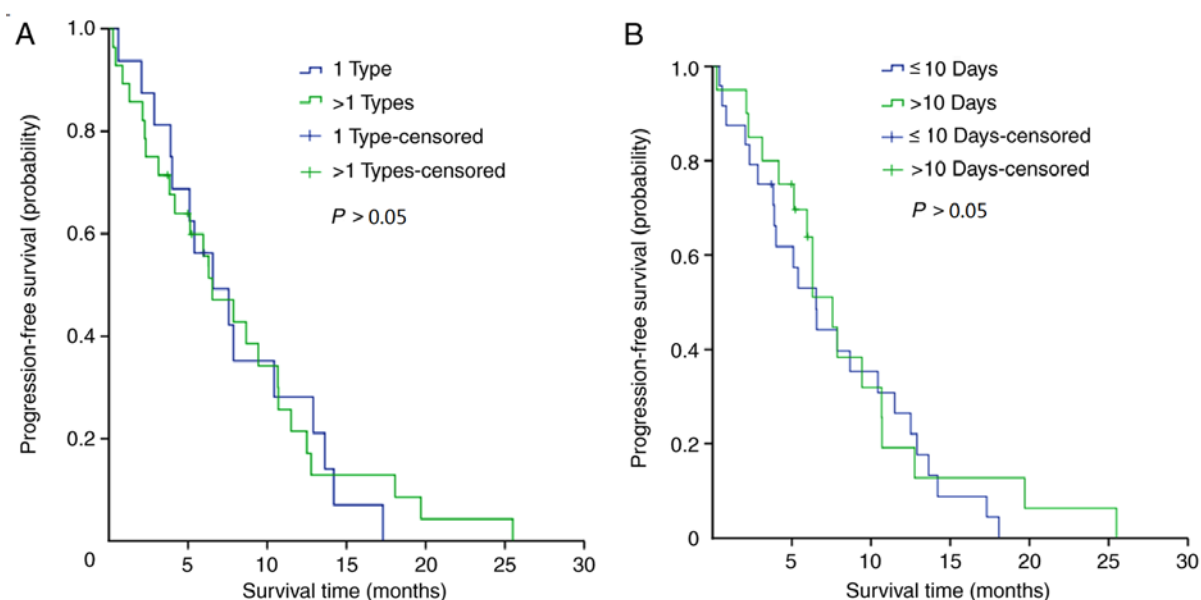 A
Progression-free survival (probability)
1.0
0.8
0.6
0.4
0.2
0
1 Type
>1 Types
1 Type-censored
>1 Types-censored
P > 0.05
5 10 15 20 25 30
Survival time (months)
B
Progression-free survival (probability)
1.0
0.8
0.6
0.4
0.2
0
≤ 10 Days
>10 Days
≤ 10 Days-censored
>10 Days-censored
P > 0.05
5 10 15 20 25 30
Survival time (months)